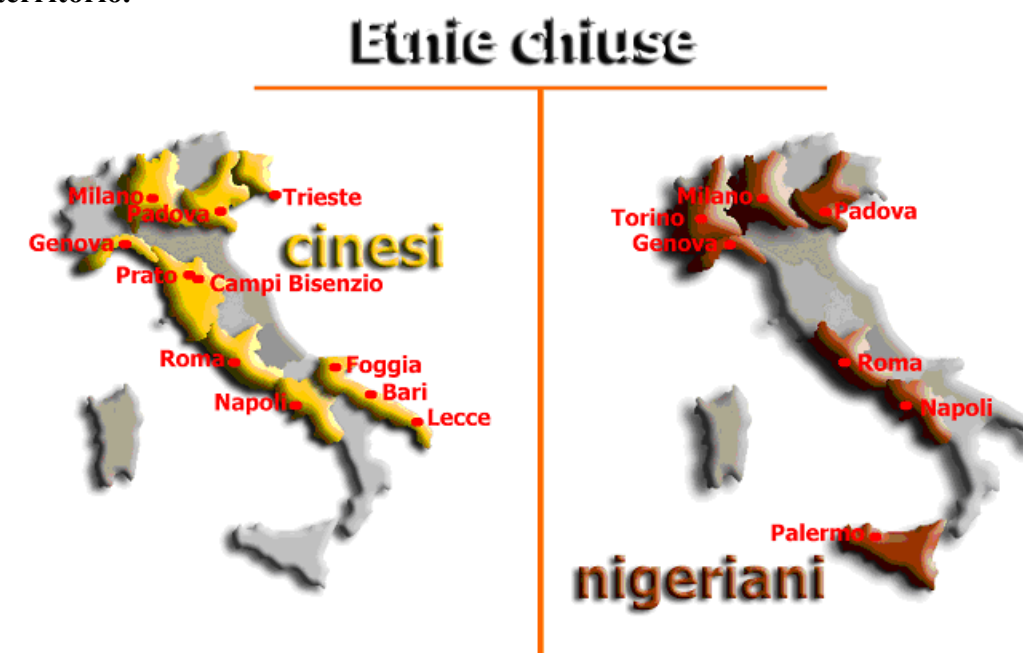 territorio.
Etnie chiuse
Milano
Trieste
Padova
Genova
cinesi
Prato
Campi Bisenzio
Roma
Foggia
Bari
Napoli
Lecce
Milano
Torino
Padova
Genova
Roma
Napoli
Palermo
nigeriani